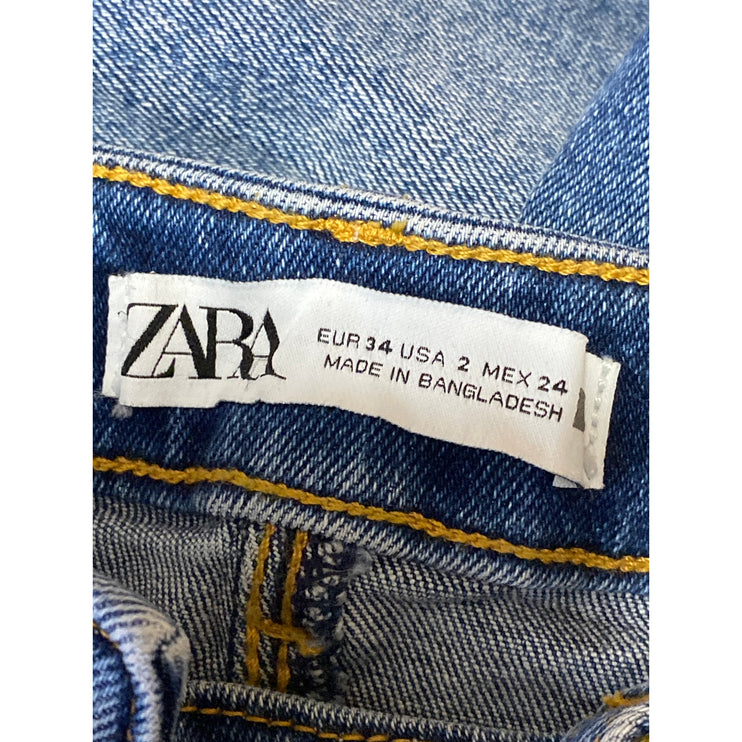 ZARA
EUR 34 USA 2 MEX 24
MADE IN BANGLADESH